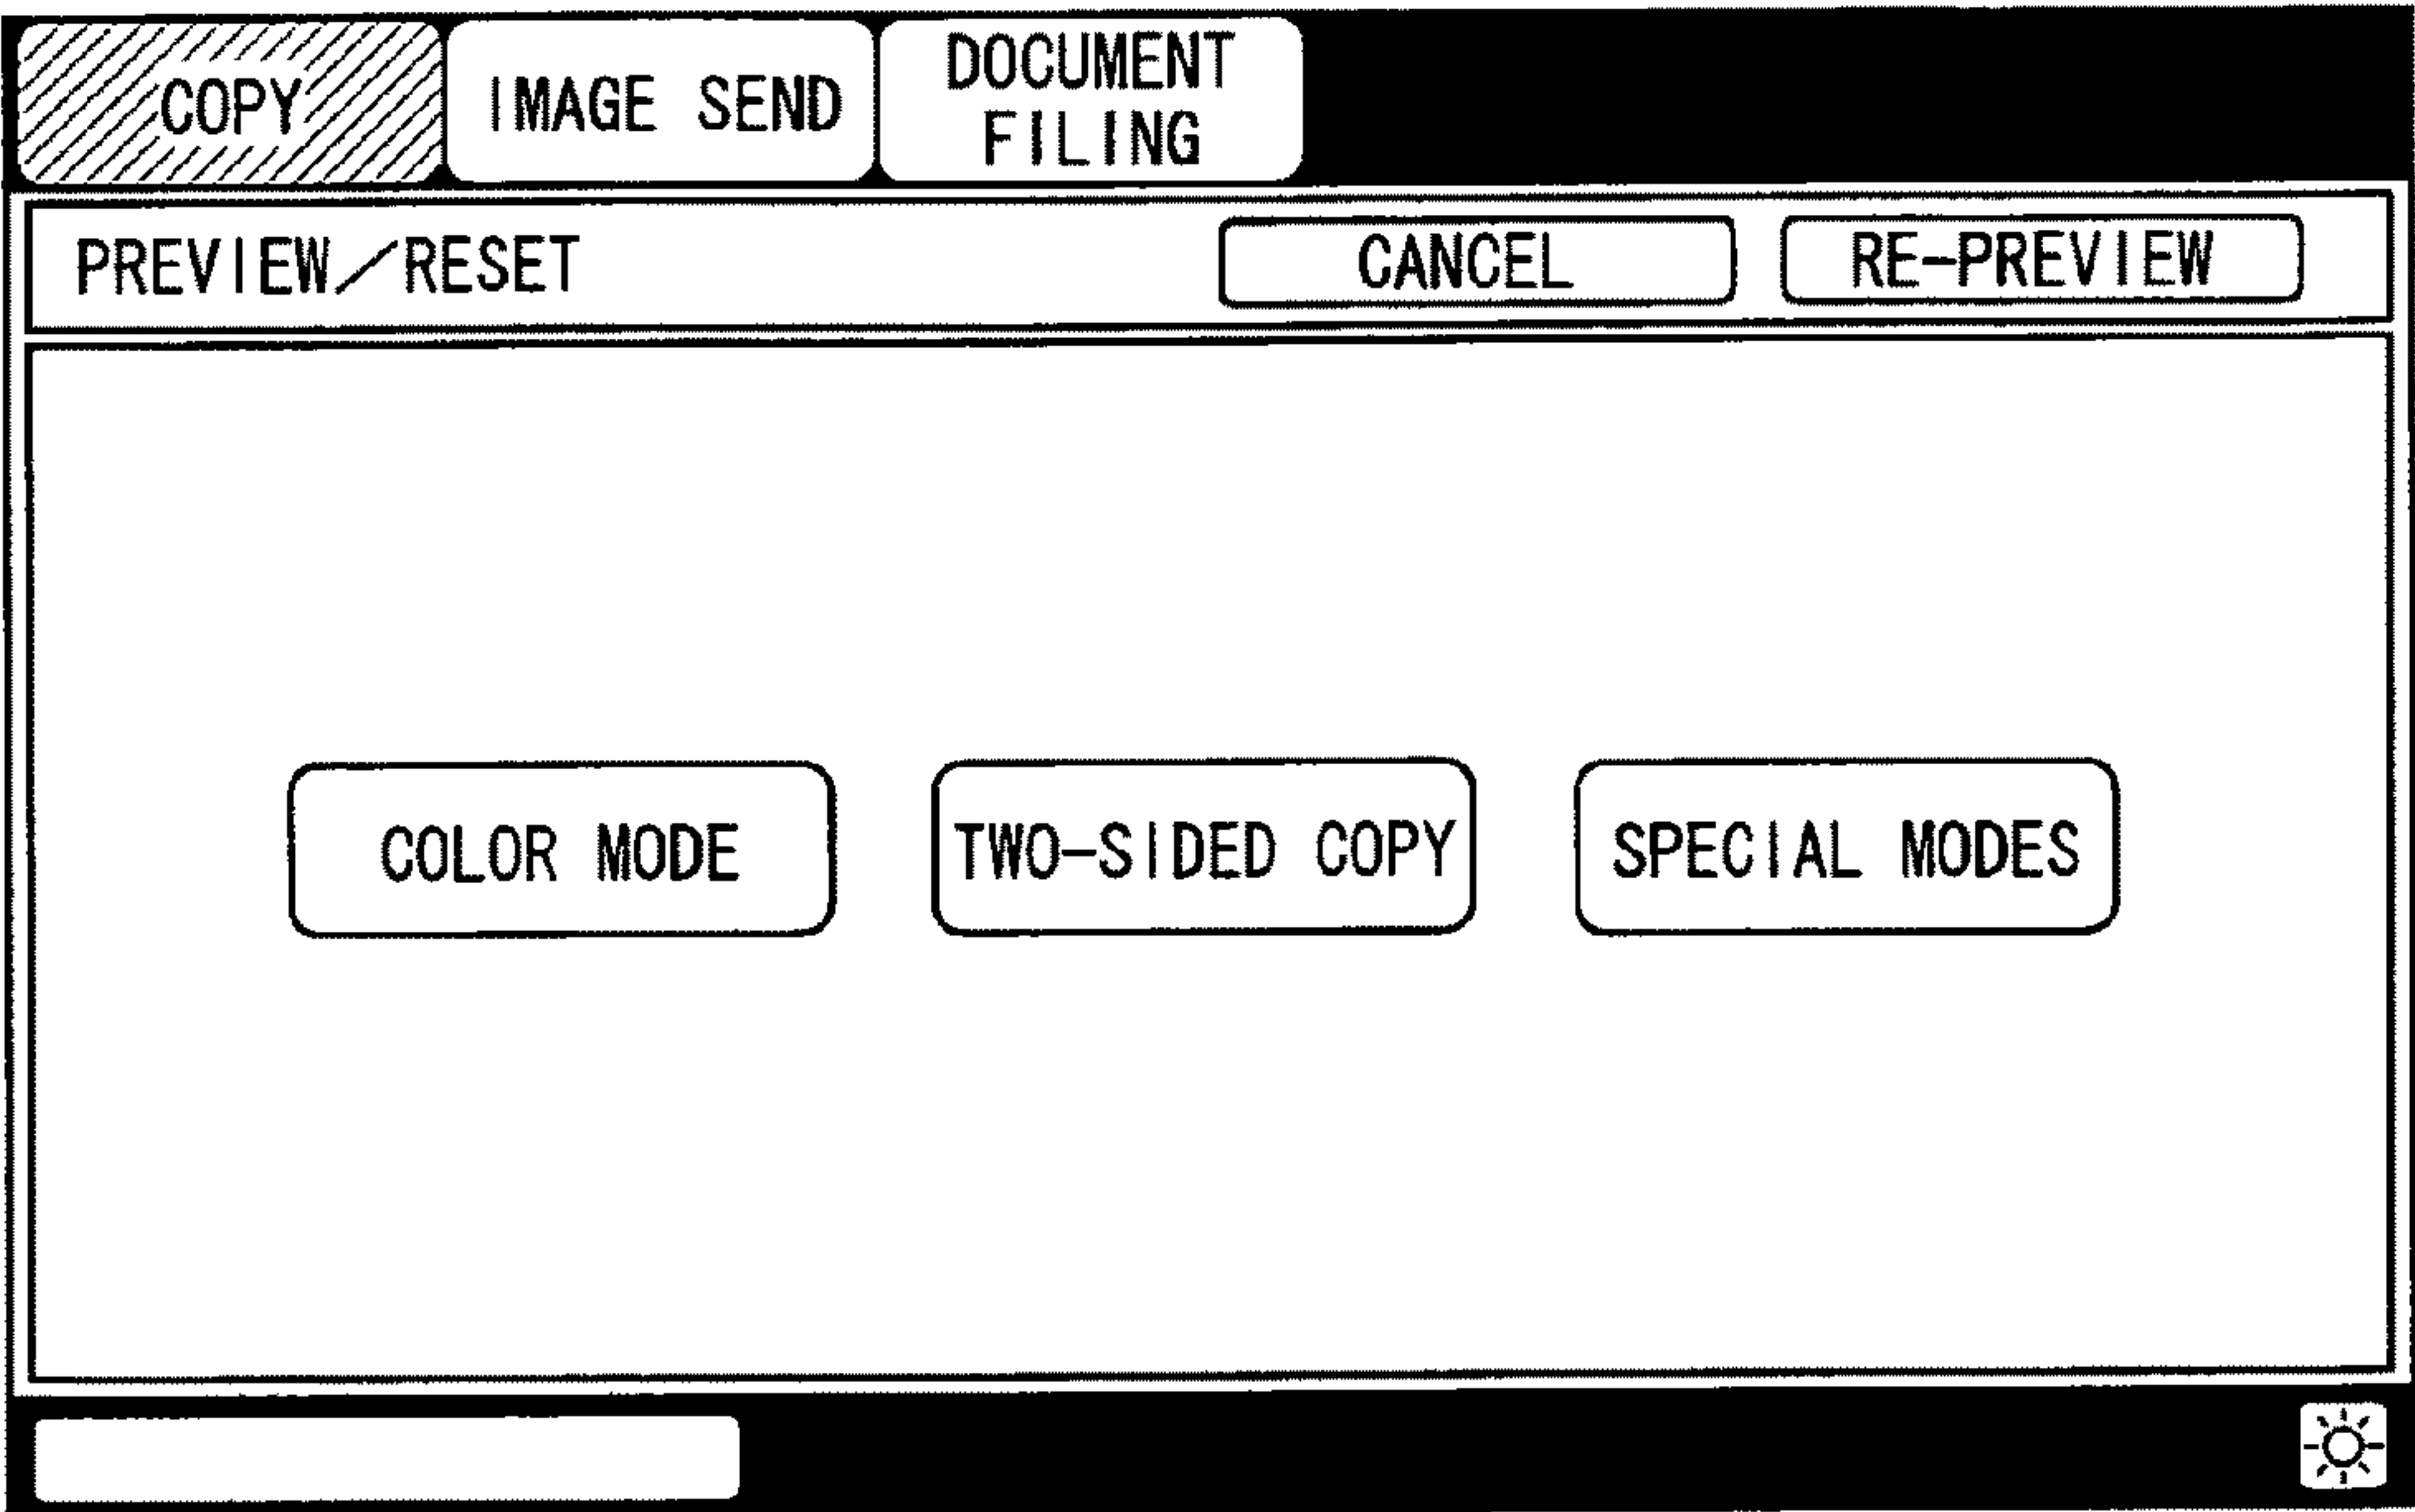 COPY
IMAGE SEND
DOCUMENT
FILING
PREVIEW/RESET
CANCEL
RE-PREVIEW
COLOR MODE
TWO-SIDED COPY
SPECIAL MODES